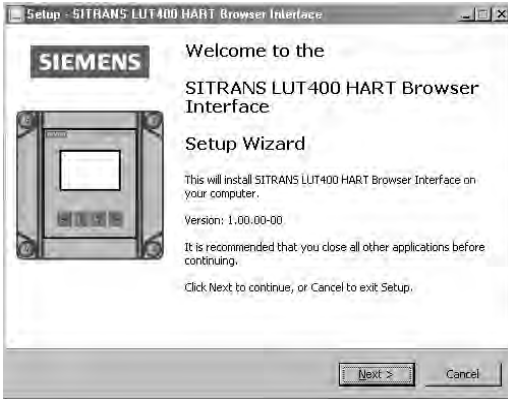 Setup - SITRANS LUT400 HART Browser Interface
SIEMENS
Welcome to the
SITRANS LUT400 HART Browser
Interface
Setup Wizard
This will install SITRANS LUT400 HART Browser Interface on
your computer.
Version: 1.00.00-00
It is recommended that you close all other applications before
continuing.
Click Next to continue, or Cancel to exit Setup.
Next >
Cancel